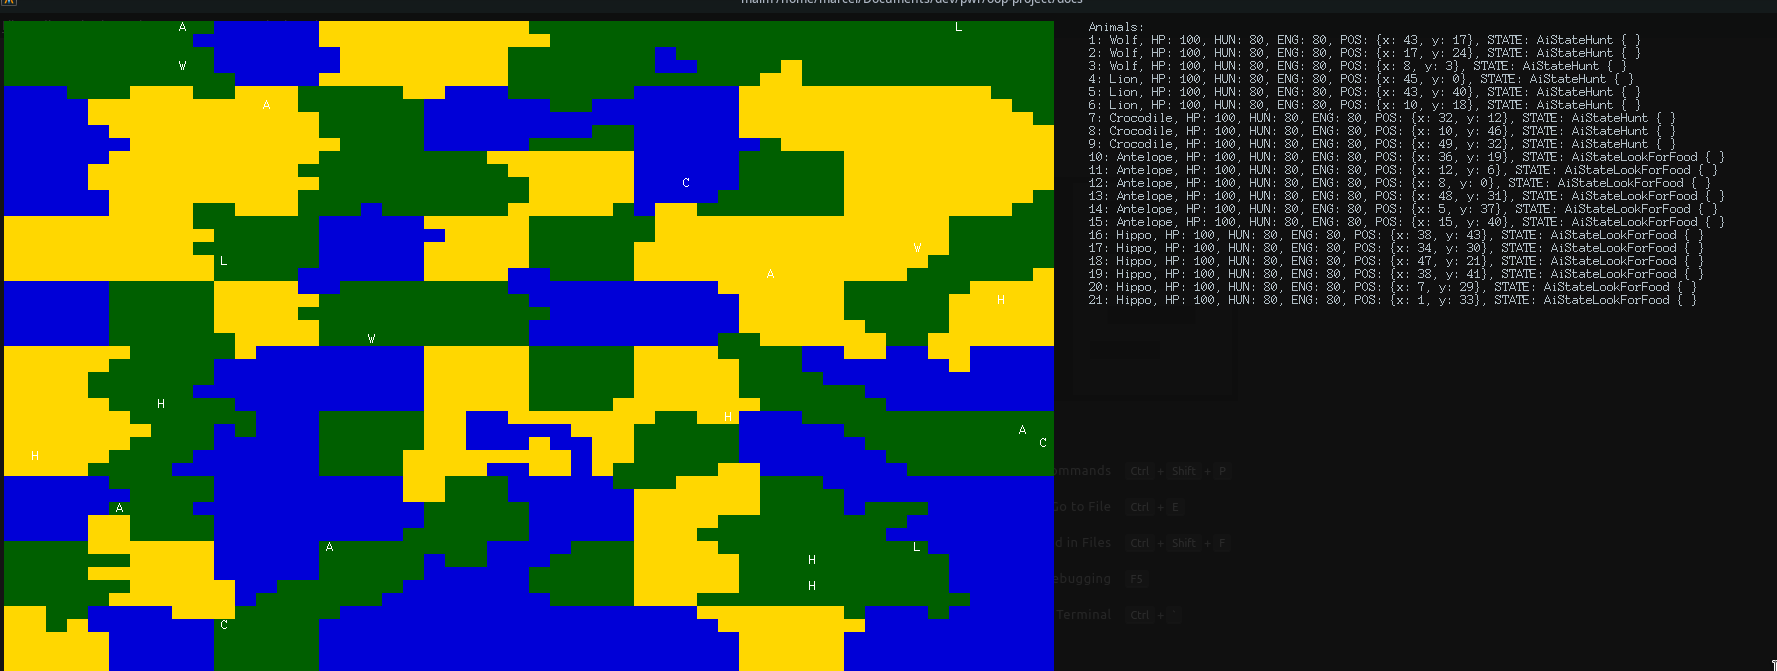 main: /home/marcel/Documents/dev/pwr/oop-project/docs
A
L
W
A
C
W
L
A
H
W
H
H
A
C
H
A
A
L
H
H
C
Animals:
1: Wolf, HP: 100, HUN: 80, ENG: 80, POS: {x: 43, y: 17}, STATE: AiStateHunt { }
2: Wolf, HP: 100, HUN: 80, ENG: 80, POS: {x: 17, y: 24}, STATE: AiStateHunt { }
3: Wolf, HP: 100, HUN: 80, ENG: 80, POS: {x: 8, y: 3}, STATE: AiStateHunt { }
4: Lion, HP: 100, HUN: 80, ENG: 80, POS: {x: 45, y: 0}, STATE: AiStateHunt { }
5: Lion, HP: 100, HUN: 80, ENG: 80, POS: {x: 43, y: 40}, STATE: AiStateHunt { }
6: Lion, HP: 100, HUN: 80, ENG: 80, POS: {x: 10, y: 18}, STATE: AiStateHunt { }
7: Crocodile, HP: 100, HUN: 80, ENG: 80, POS: {x: 32, y: 12}, STATE: AiStateHunt { }
8: Crocodile, HP: 100, HUN: 80, ENG: 80, POS: {x: 10, y: 46}, STATE: AiStateHunt { }
9: Crocodile, HP: 100, HUN: 80, ENG: 80, POS: {x: 49, y: 32}, STATE: AiStateHunt { }
10: Antelope, HP: 100, HUN: 80, ENG: 80, POS: {x: 36, y: 19}, STATE: AiStateLookForFood { }
11: Antelope, HP: 100, HUN: 80, ENG: 80, POS: {x: 12, y: 6}, STATE: AiStateLookForFood { }
12: Antelope, HP: 100, HUN: 80, ENG: 80, POS: {x: 8, y: 0}, STATE: AiStateLookForFood { }
13: Antelope, HP: 100, HUN: 80, ENG: 80, POS: {x: 48, y: 31}, STATE: AiStateLookForFood { }
14: Antelope, HP: 100, HUN: 80, ENG: 80, POS: {x: 5, y: 37}, STATE: AiStateLookForFood { }
15: Antelope, HP: 100, HUN: 80, ENG: 80, POS: {x: 15, y: 40}, STATE: AiStateLookForFood { }
16: Hippo, HP: 100, HUN: 80, ENG: 80, POS: {x: 38, y: 43}, STATE: AiStateLookForFood { }
17: Hippo, HP: 100, HUN: 80, ENG: 80, POS: {x: 34, y: 30}, STATE: AiStateLookForFood { }
18: Hippo, HP: 100, HUN: 80, ENG: 80, POS: {x: 47, y: 21}, STATE: AiStateLookForFood { }
19: Hippo, HP: 100, HUN: 80, ENG: 80, POS: {x: 38, y: 41}, STATE: AiStateLookForFood { }
20: Hippo, HP: 100, HUN: 80, ENG: 80, POS: {x: 7, y: 29}, STATE: AiStateLookForFood { }
21: Hippo, HP: 100, HUN: 80, ENG: 80, POS: {x: 1, y: 33}, STATE: AiStateLookForFood { }
ommands Ctrl + Shift + P
Go to File Ctrl + E
d in Files Ctrl + Shift + F
ebugging F5
Terminal Ctrl + `